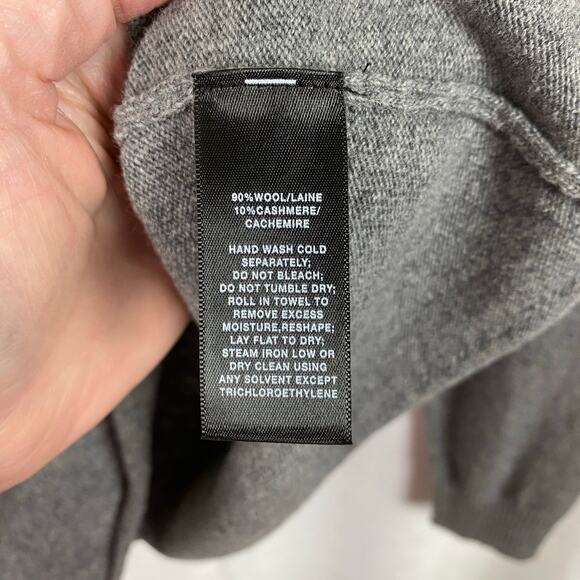 90%WOOL/LAINE
10%CASHMERE/
CACHEMIRE
HAND WASH COLD
SEPARATELY;
DO NOT BLEACH;
DO NOT TUMBLE DRY;
ROLL IN TOWEL TO
REMOVE EXCESS
MOISTURE,RESHAPE;
LAY FLAT TO DRY;
STEAM IRON LOW OR
DRY CLEAN USING
ANY SOLVENT EXCEPT
TRICHLOROETHYLENE